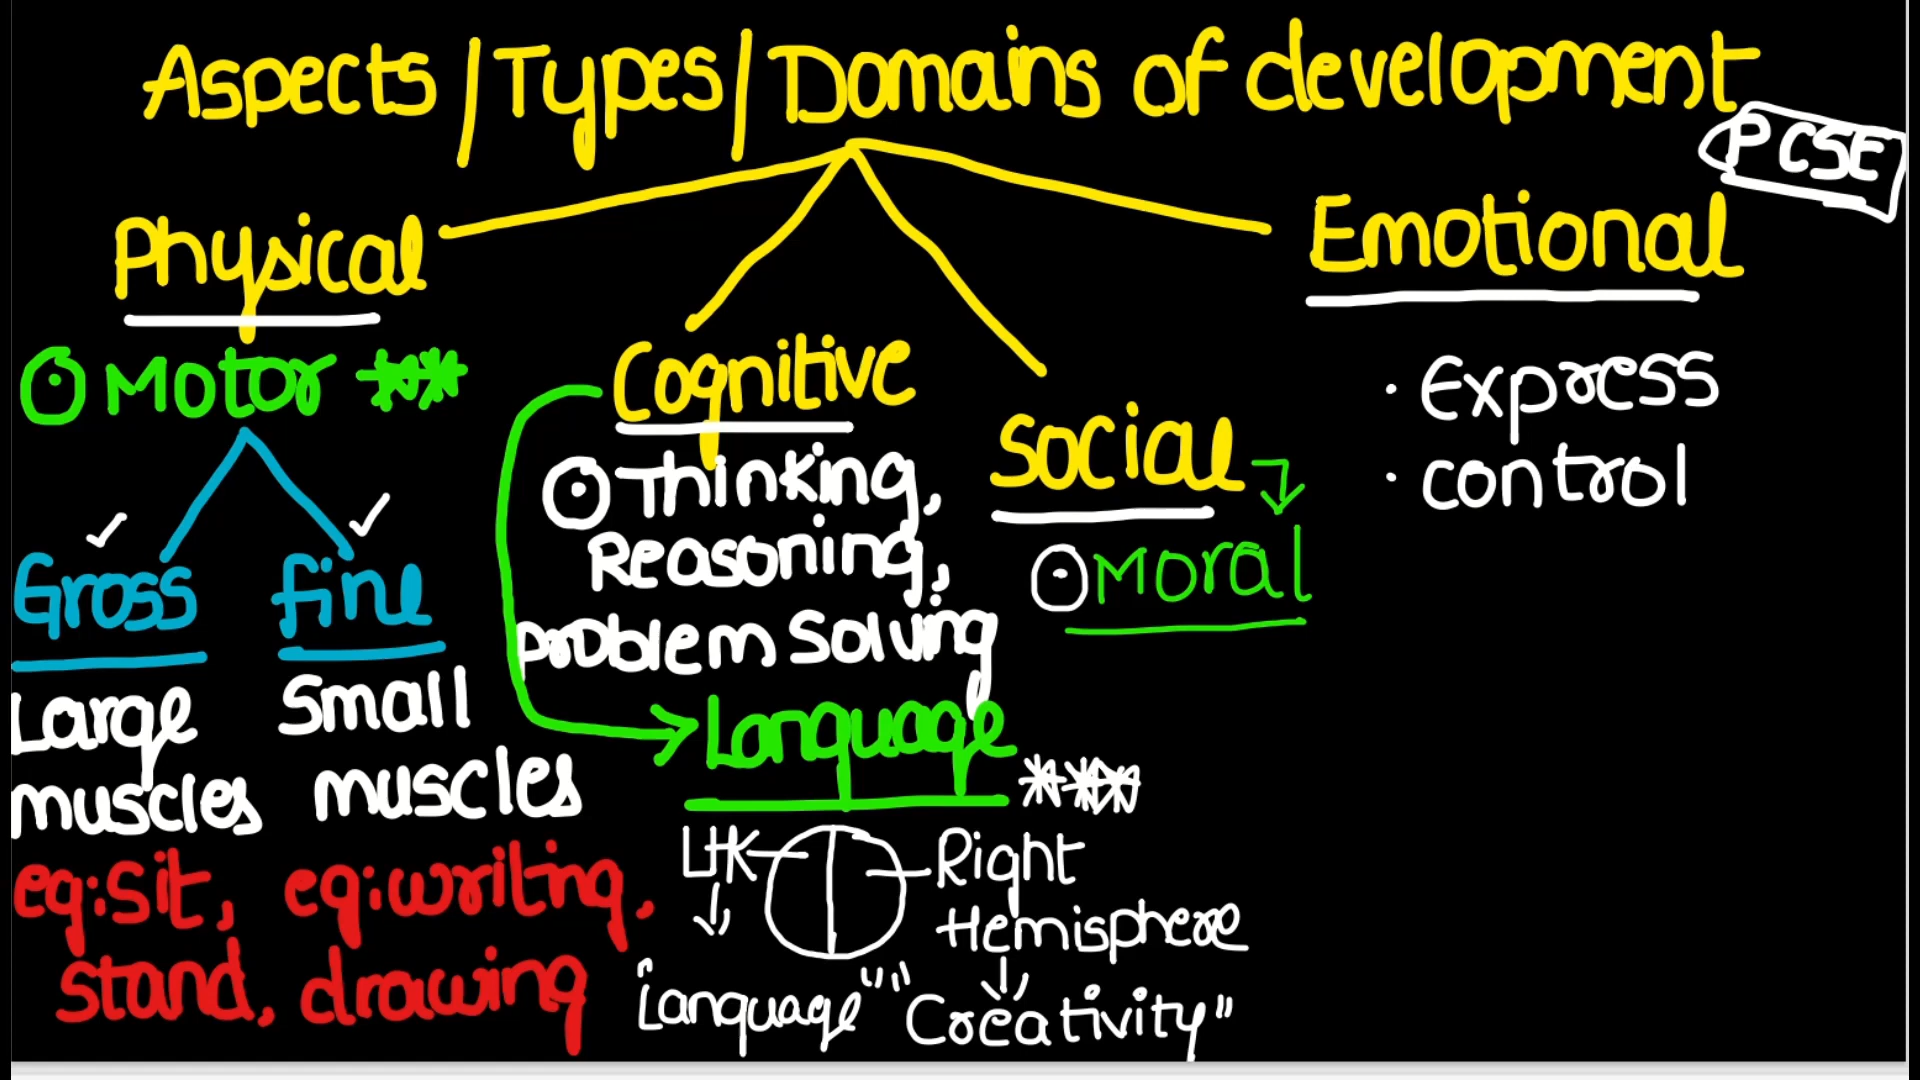 Aspects/Types/Domains of development
PCSE
Physical
Emotional
Motor ***
Cognitive
Social
· Express
· control
Thinking,
Reasoning,
problem solving
Moral
Gross fine
Large
muscles
Small
muscles
Language ***
eg:sit,
stand,
eg:writing,
drawing
Right
Hemisphere
"Language" "Creativity"